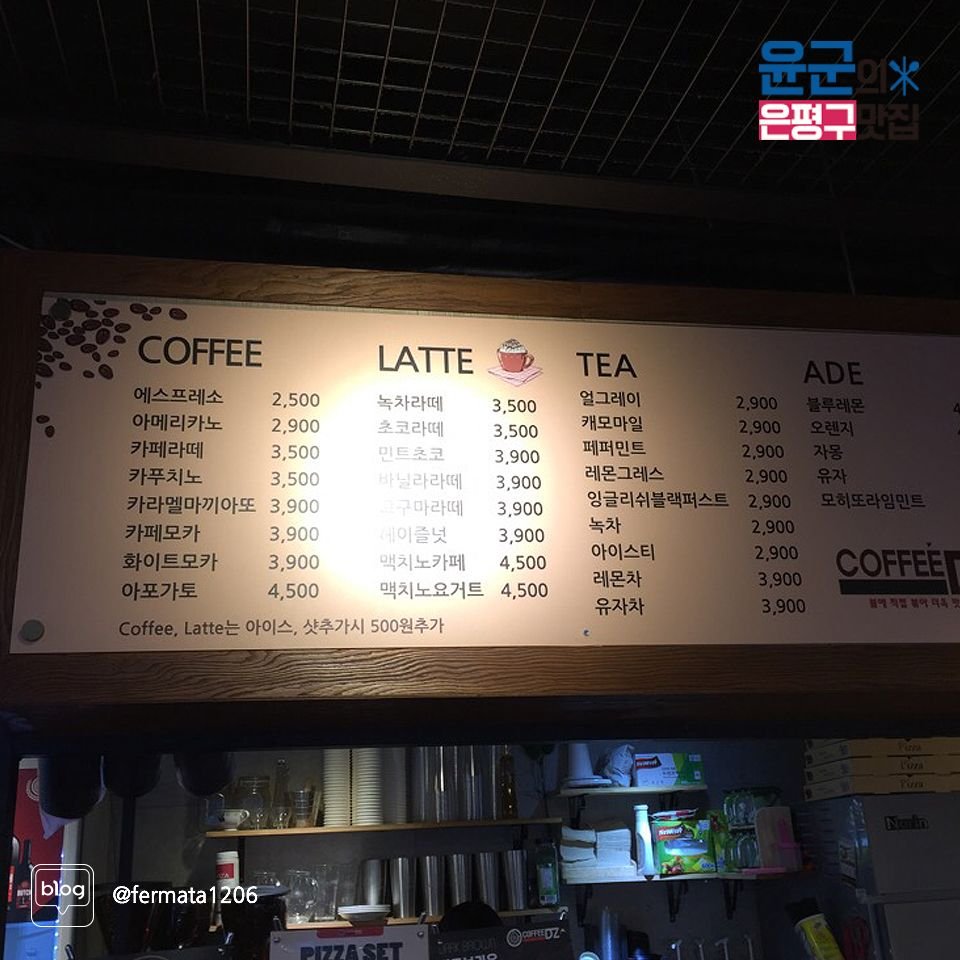 윤군의
은평구맛집
COFFEE
에스프레소 2,500
아메리카노 2,900
카페라떼 3,500
카푸치노 3,500
카라멜마끼아또 3,900
카페모카 3,900
화이트모카 3,900
아포가토 4,500
Coffee, Latte는 아이스, 샷추가시 500원추가
LATTE
녹차라떼 3,500
초코라떼 3,500
민트초코 3,900
바닐라라떼 3,900
고구마라떼 3,900
헤이즐넛 3,900
맥치노카페 4,500
맥치노요거트 4,500
TEA
얼그레이 2,900
캐모마일 2,900
페퍼민트 2,900
레몬그레스 2,900
잉글리쉬블랙퍼스트 2,900
녹차 2,900
아이스티 2,900
레몬차 3,900
유자차 3,900
ADE
블루레몬
오렌지
자몽
유자
모히또라임민트
COFFEE
Pizza
Pizza
Pizza
blog
@fermata1206
PIZZA SET
COFFEE DZ